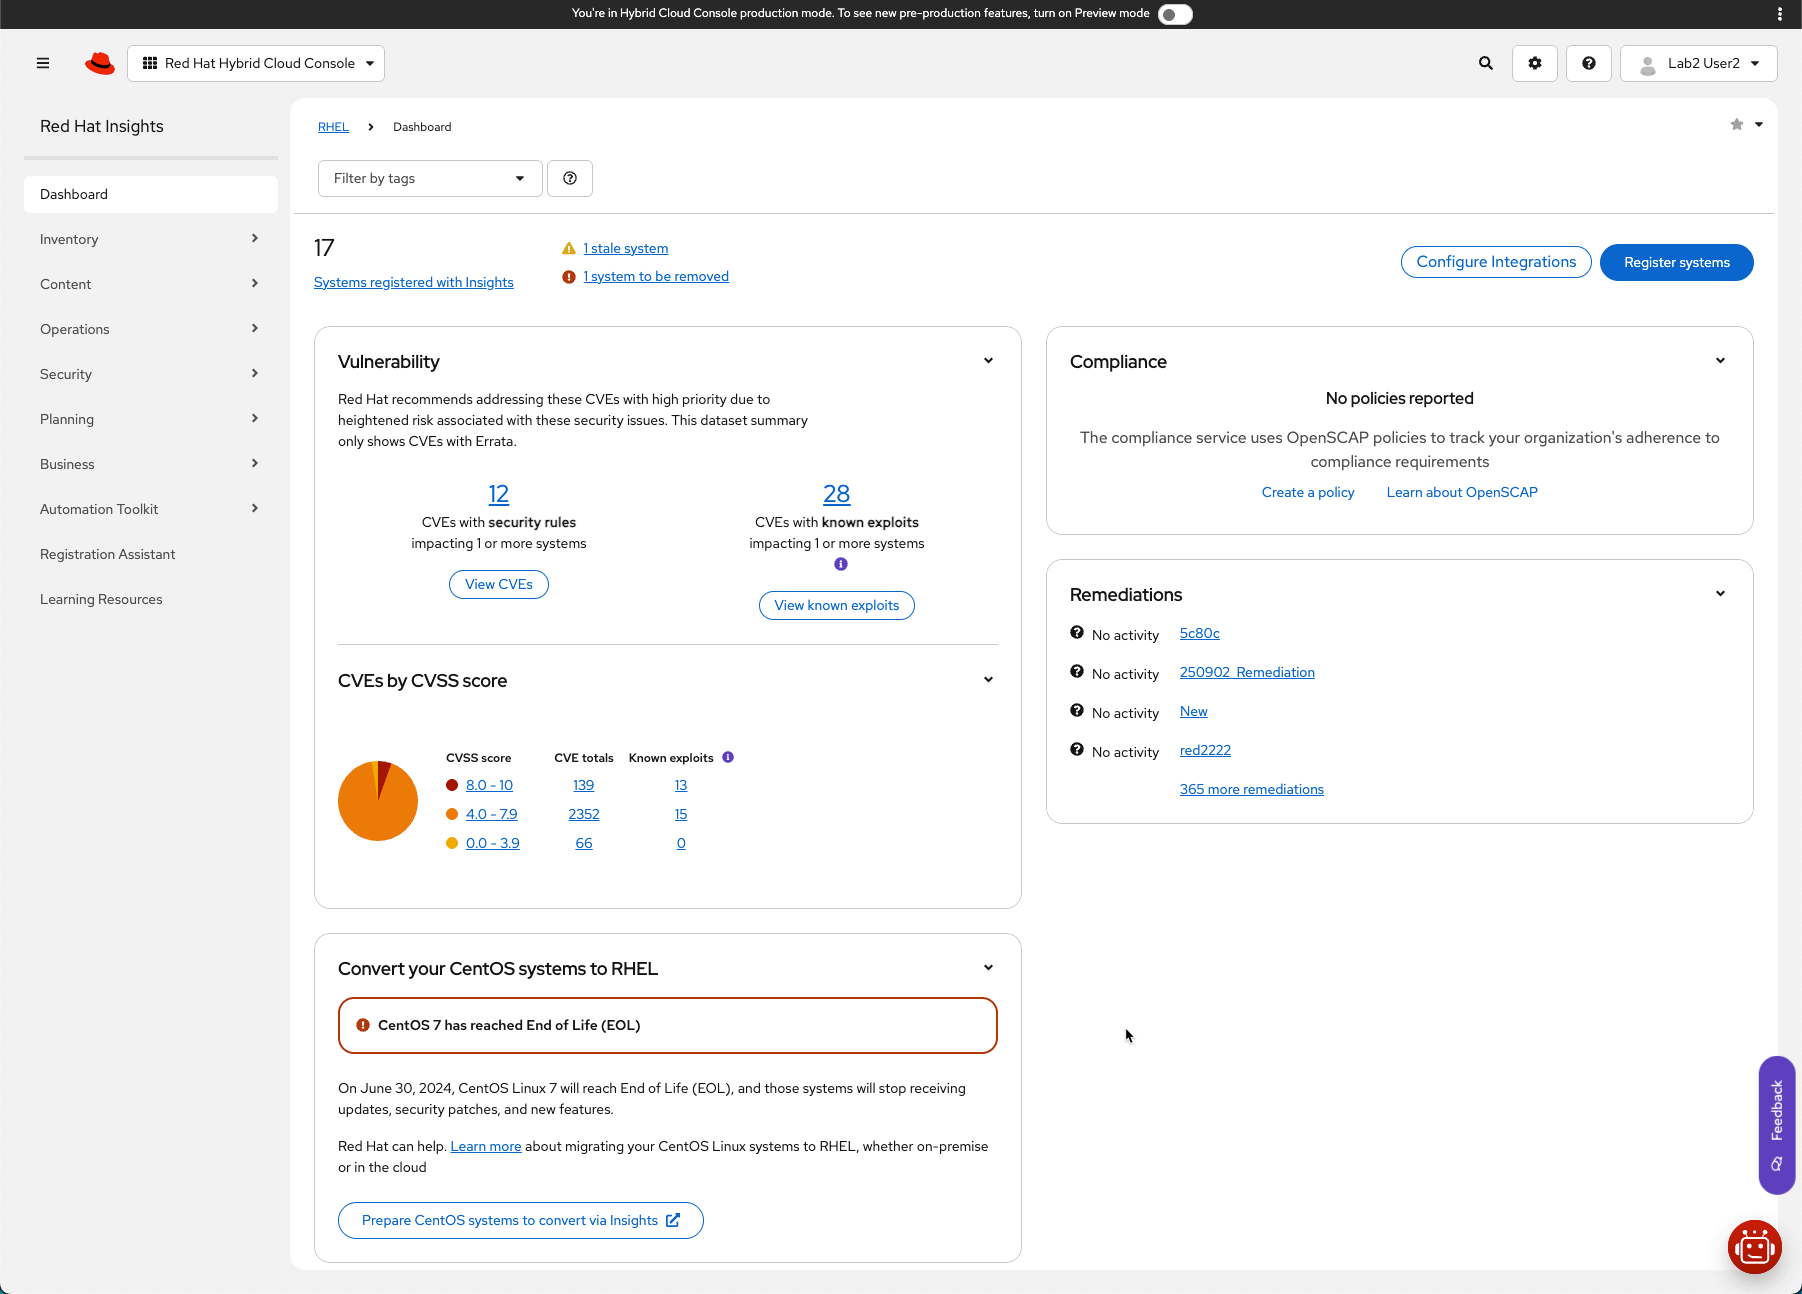 You're in Hybrid Cloud Console production mode. To see new pre-production features, turn on Preview mode
Red Hat Hybrid Cloud Console
Lab2 User2
Red Hat Insights
Dashboard
Inventory
Content
Operations
Security
Planning
Business
Automation Toolkit
Registration Assistant
Learning Resources
RHEL
Dashboard
Filter by tags
17
Systems registered with Insights
1 stale system
1 system to be removed
Configure Integrations
Register systems
Vulnerability
Red Hat recommends addressing these CVEs with high priority due to
heightened risk associated with these security issues. This dataset summary
only shows CVEs with Errata.
12
CVEs with security rules
impacting 1 or more systems
View CVEs
28
CVEs with known exploits
impacting 1 or more systems
View known exploits
CVEs by CVSS score
CVSS score CVE totals Known exploits
8.0 - 10 139 13
4.0 - 7.9 2352 15
0.0 - 3.9 66 0
Convert your CentOS systems to RHEL
CentOS 7 has reached End of Life (EOL)
On June 30, 2024, CentOS Linux 7 will reach End of Life (EOL), and those systems will stop receiving
updates, security patches, and new features.
Red Hat can help. Learn more about migrating your CentOS Linux systems to RHEL, whether on-premise
or in the cloud
Prepare CentOS systems to convert via Insights
Compliance
No policies reported
The compliance service uses OpenSCAP policies to track your organization's adherence to
compliance requirements
Create a policy Learn about OpenSCAP
Remediations
No activity 5c80c
No activity 250902_Remediation
No activity New
No activity red2222
365 more remediations
Feedback